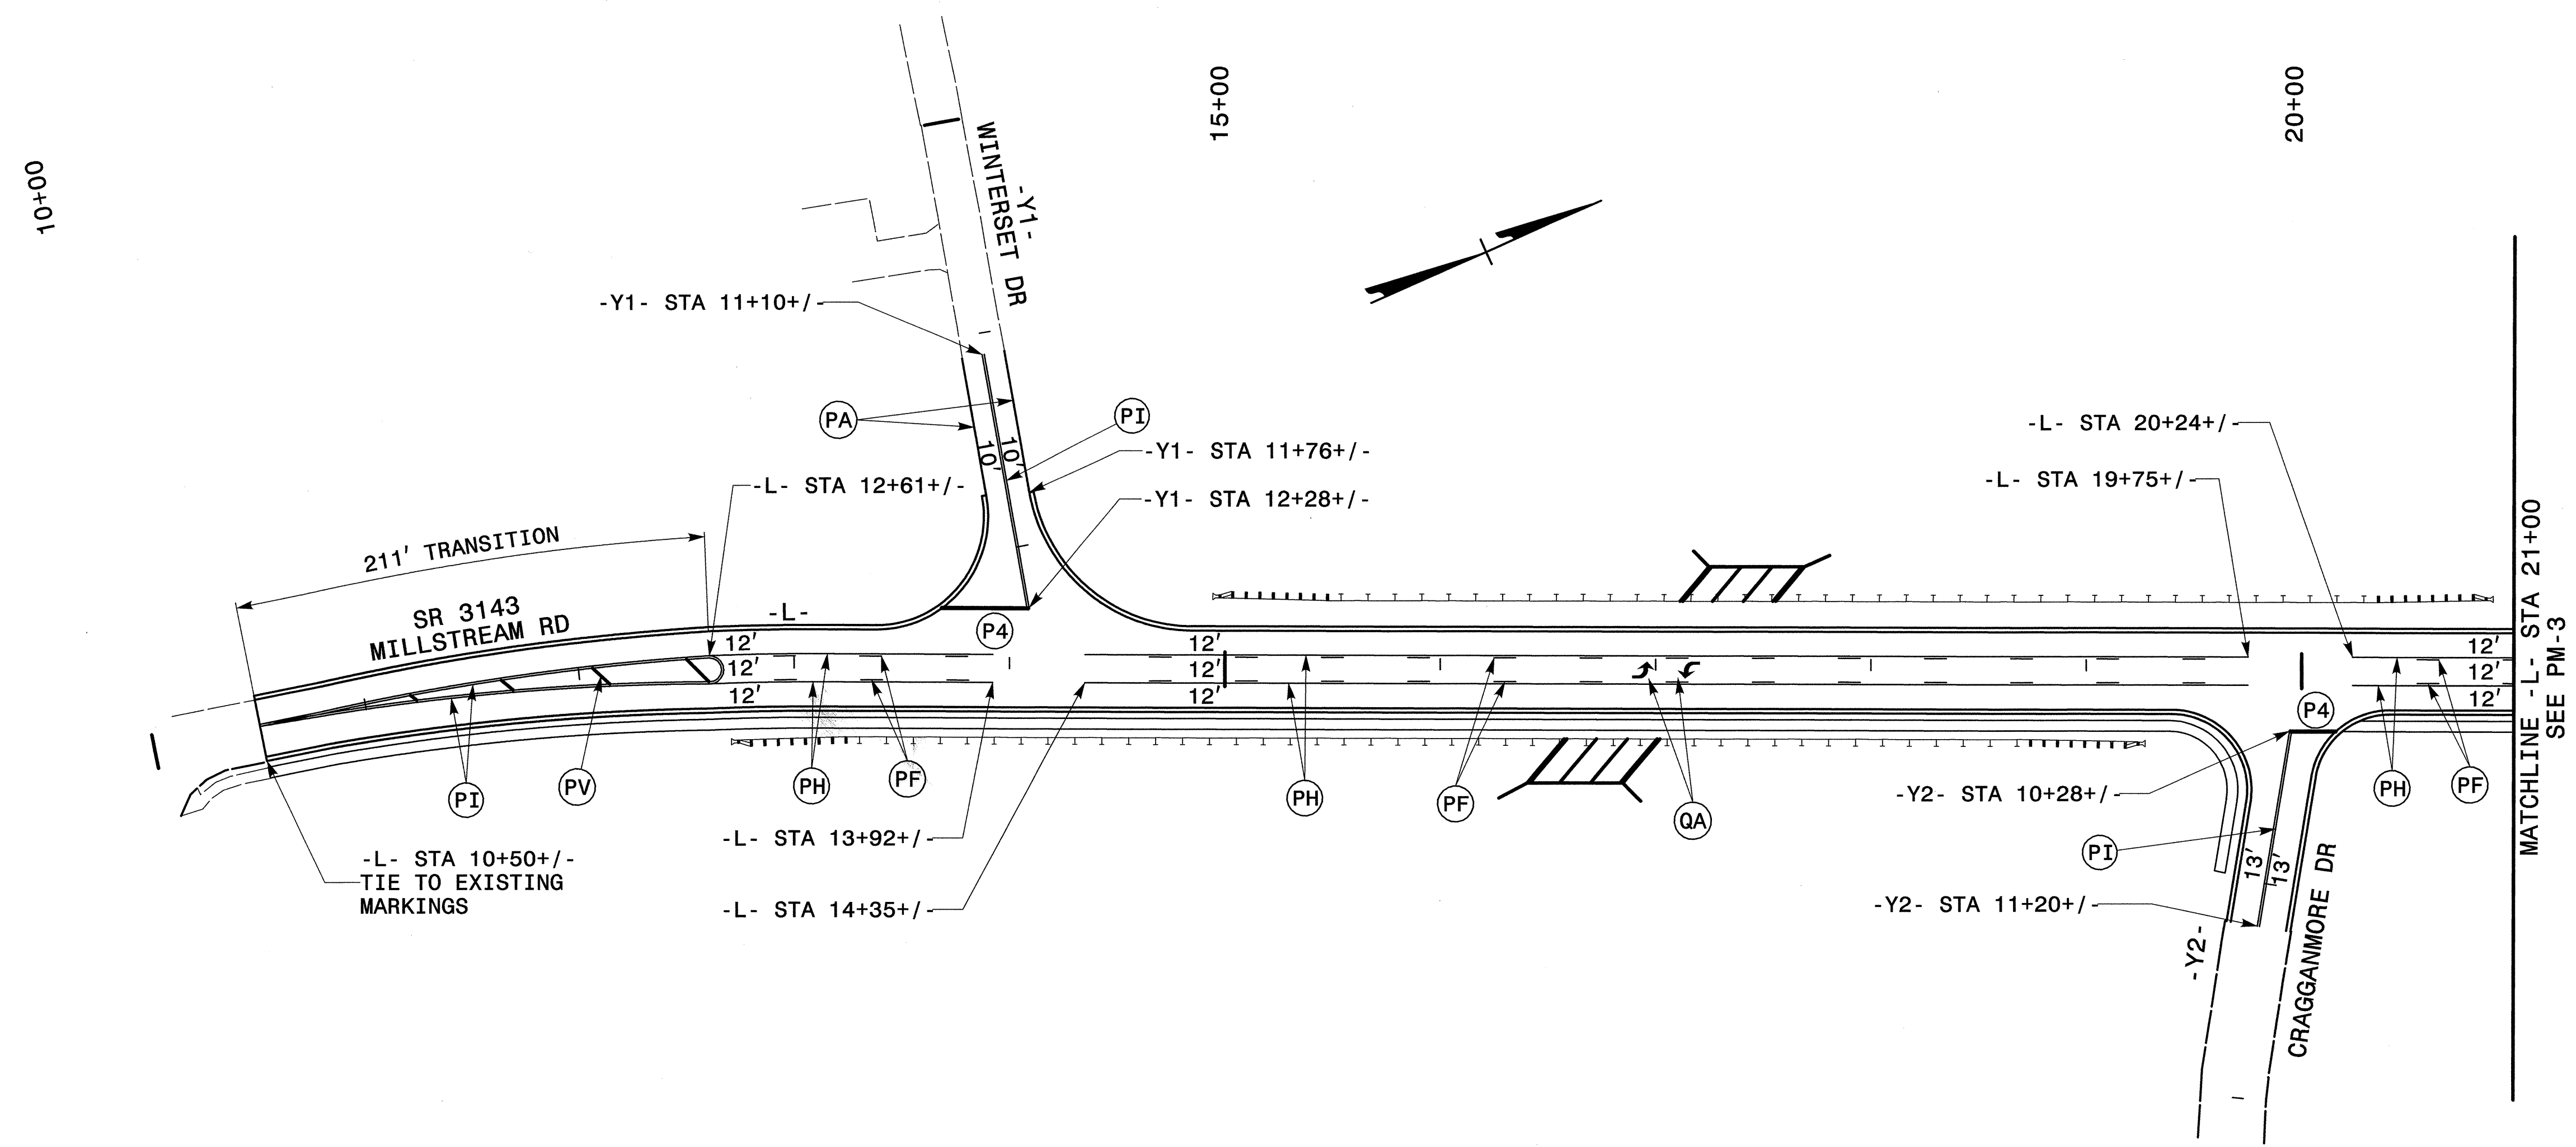 10+00
15+00
20+00
-Y1-
WINTERSET DR
-Y1- STA 11+10+/-
PA
PI
10'
10'
-Y1- STA 11+76+/-
-Y1- STA 12+28+/-
-L- STA 12+61+/-
-L- STA 20+24+/-
-L- STA 19+75+/-
211' TRANSITION
SR 3143
MILLSTREAM RD
-L-
P4
12'
12'
12'
12'
12'
12'
12'
12'
12'
P4
PI
PV
PH
PF
PH
PF
QA
PH
PF
-L- STA 13+92+/-
-L- STA 14+35+/-
-L- STA 10+50+/-
TIE TO EXISTING
MARKINGS
-Y2- STA 10+28+/-
PI
13'
13'
-Y2- STA 11+20+/-
-Y2-
CRAGGANMORE DR
MATCHLINE -L- STA 21+00
SEE PM-3